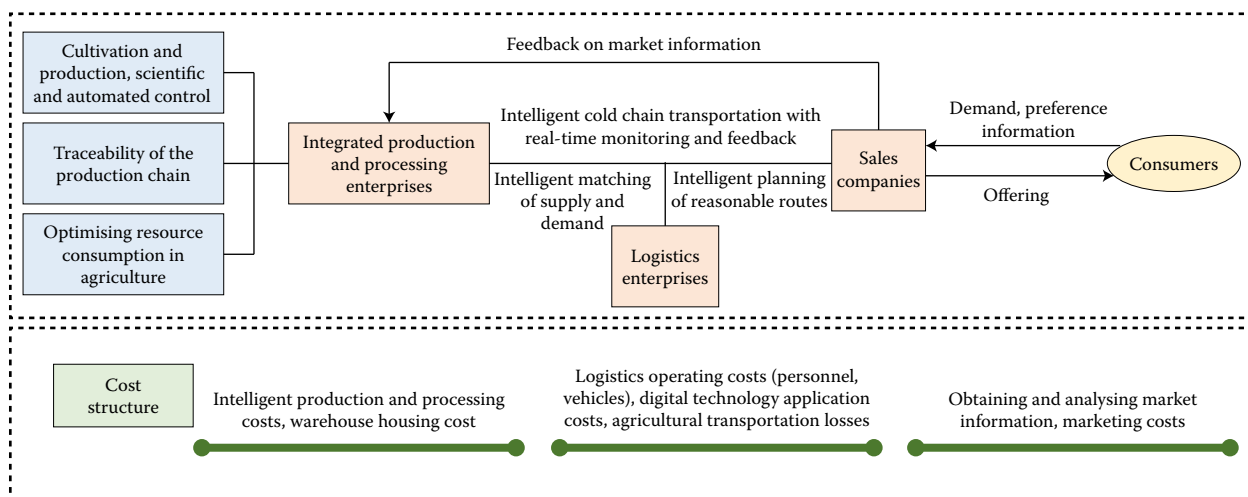 Cultivation and
production, scientific
and automated control
Traceability of the
production chain
Optimising resource
consumption in
agriculture
Integrated production
and processing
enterprises
Feedback on market information
Intelligent cold chain transportation with
real-time monitoring and feedback
Intelligent matching
of supply and
demand
Intelligent planning
of reasonable routes
Logistics
enterprises
Sales
companies
Demand, preference
information
Offering
Consumers
Cost
structure
Intelligent production and processing
costs, warehouse housing cost
Logistics operating costs (personnel,
vehicles), digital technology application
costs, agricultural transportation losses
Obtaining and analysing market
information, marketing costs